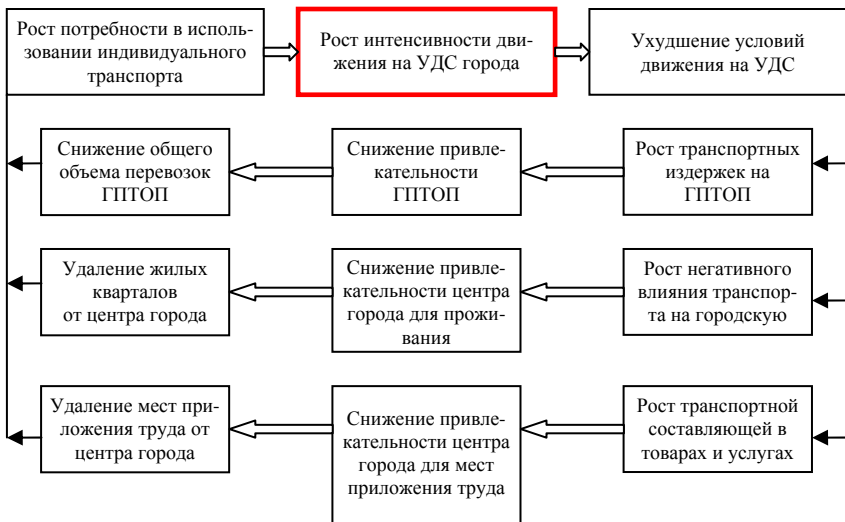 Рост потребности в исполь-
зовании индивидуального
транспорта
Рост интенсивности дви-
жения на УДС города
Ухудшение условий
движения на УДС
Снижение общего
объема перевозок
ГПТОП
Снижение привле-
кательности
ГПТОП
Рост транспортных
издержек на
ГПТОП
Удаление жилых
кварталов
от центра города
Снижение привле-
кательности центра
города для прожи-
вания
Рост негативного
влияния транспор-
та на городскую
Удаление мест при-
ложения труда от
центра города
Снижение привле-
кательности центра
города для мест
приложения труда
Рост транспортной
составляющей в
товарах и услугах